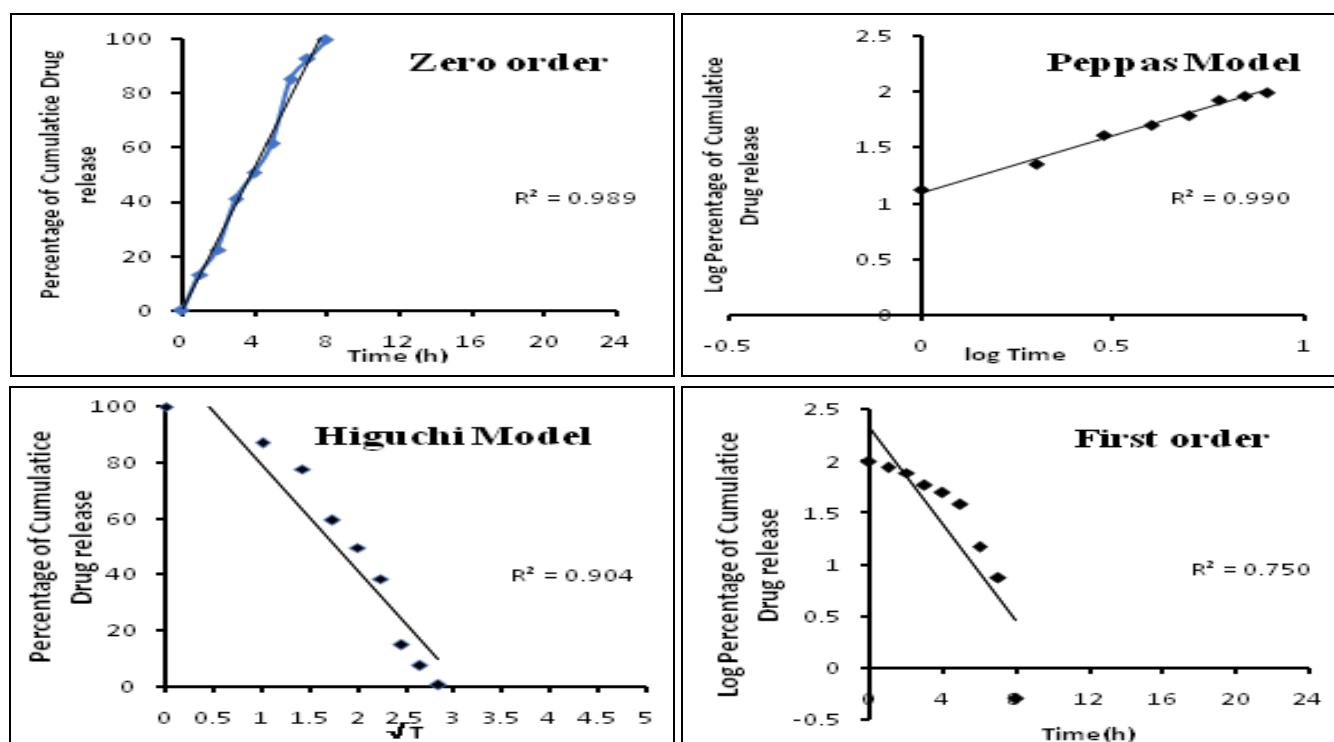 Zero order
Percentage of Cumulatice Drug
release
100
80
60
40
20
0
R² = 0.989
0 4 8 12 16 20 24
Time (h)
Peppas Model
Log Percentage of Cumulatice
Drug release
2.5
2
1.5
1
0.5
0
R² = 0.990
-0.5 0 0.5 1
log Time
Higuchi Model
Percentage of Cumulatice
Drug release
100
80
60
40
20
0
R² = 0.904
0 0.5 1 1.5 2 2.5 3 3.5 4 4.5 5
√T
First order
Log Percentage of Cumulatice
Drug release
2.5
2
1.5
1
0.5
0
-0.5
R² = 0.750
0 4 8 12 16 20 24
Time (h)